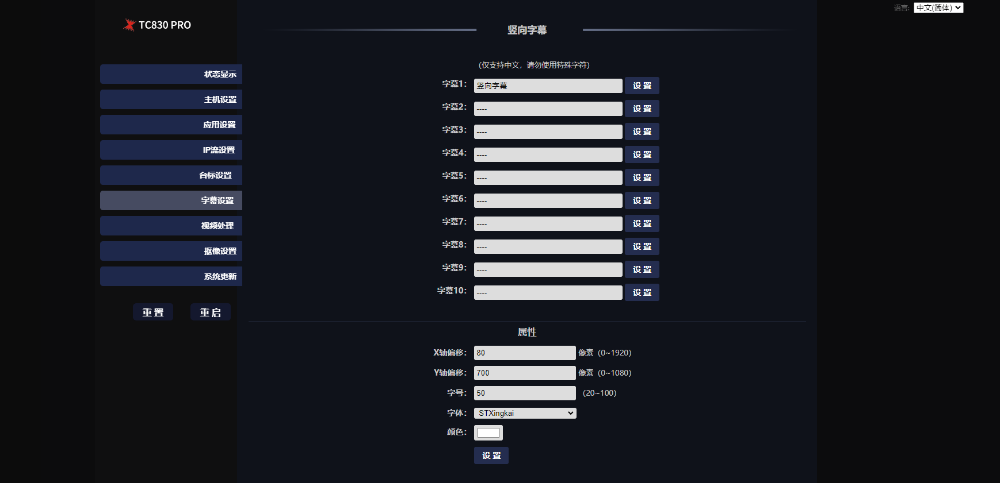 语言: 中文(简体)
TC830 PRO
竖向字幕
状态显示
主机设置
应用设置
IP流设置
台标设置
字幕设置
视频处理
抠像设置
系统更新
重 置
重 启
(仅支持中文，请勿使用特殊字符)
字幕1: 竖向字幕 设 置
字幕2: ---- 设 置
字幕3: ---- 设 置
字幕4: ---- 设 置
字幕5: ---- 设 置
字幕6: ---- 设 置
字幕7: ---- 设 置
字幕8: ---- 设 置
字幕9: ---- 设 置
字幕10: ---- 设 置
属性
X轴偏移: 80 像素（0~1920）
Y轴偏移: 700 像素（0~1080）
字号: 50 （20~100）
字体: STXingkai
颜色:
设 置